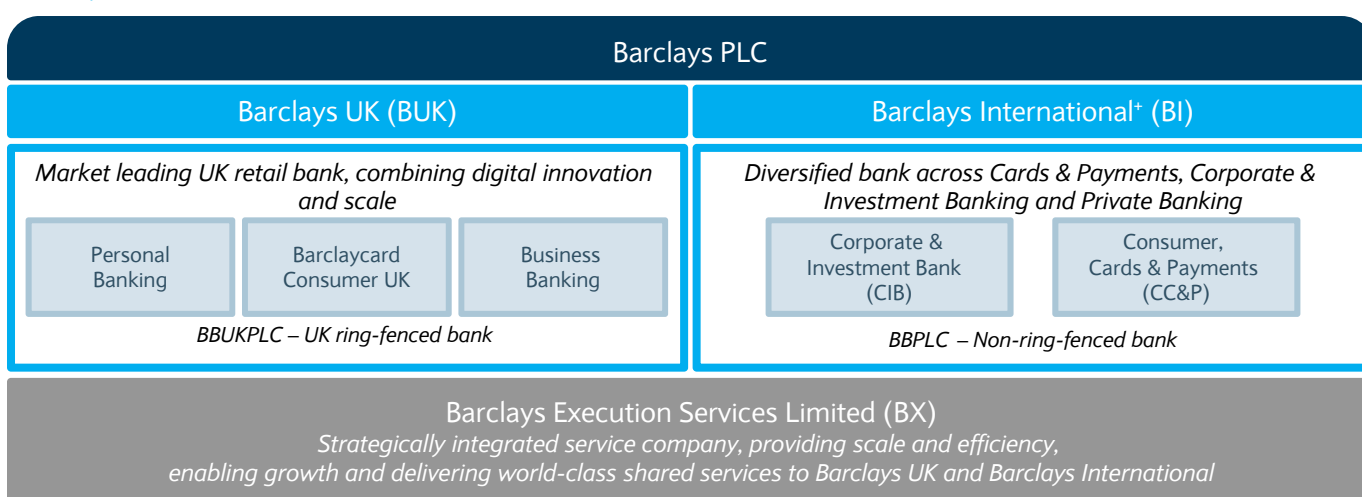 Barclays PLC
Barclays UK (BUK)
Barclays International⁺ (BI)
Market leading UK retail bank, combining digital innovation
and scale
Personal
Banking
Barclaycard
Consumer UK
Business
Banking
BBUKPLC – UK ring-fenced bank
Diversified bank across Cards & Payments, Corporate &
Investment Banking and Private Banking
Corporate &
Investment Bank
(CIB)
Consumer,
Cards & Payments
(CC&P)
BBPLC – Non-ring-fenced bank
Barclays Execution Services Limited (BX)
Strategically integrated service company, providing scale and efficiency,
enabling growth and delivering world-class shared services to Barclays UK and Barclays International